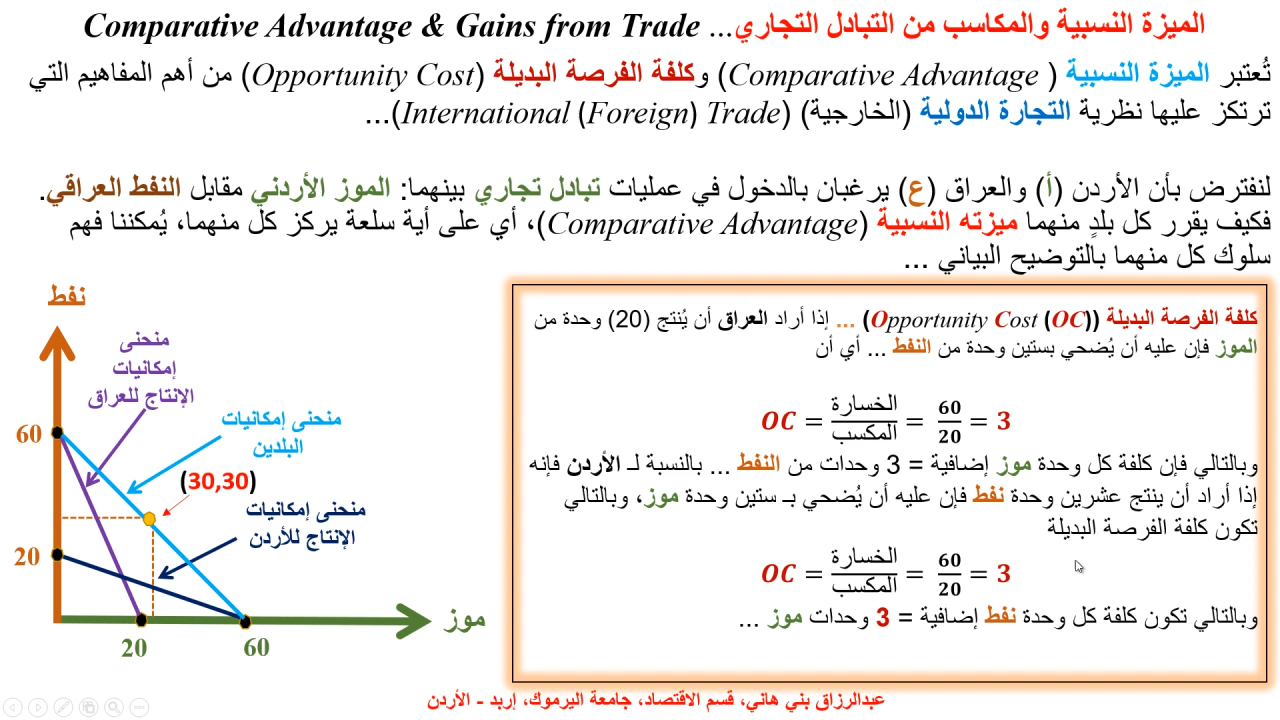 الميزة النسبية والمكاسب من التبادل التجاري... Comparative Advantage & Gains from Trade
تُعتبر الميزة النسبية ( Comparative Advantage) وكلفة الفرصة البديلة (Opportunity Cost) من أهم المفاهيم التي
ترتكز عليها نظرية التجارة الدولية (الخارجية) (International (Foreign) Trade)...
لنفترض بأن الأردن (أ) والعراق (ع) يرغبان بالدخول في عمليات تبادل تجاري بينهما: الموز الأردني مقابل النفط العراقي.
فكيف يقرر كل بلدٍ منهما ميزته النسبية (Comparative Advantage)، أي على أية سلعة يركز كل منهما، يُمكننا فهم
سلوك كل منهما بالتوضيح البياني ...
كلفة الفرصة البديلة (Opportunity Cost (OC)) ... إذا أراد العراق أن يُنتج (20) وحدة من
الموز فإن عليه أن يُضحي بستين وحدة من النفط ... أي أن
OC = الخسارة/المكسب = 60/20 = 3
وبالتالي فإن كلفة كل وحدة موز إضافية = 3 وحدات من النفط ... بالنسبة لـ الأردن فإنه
إذا أراد أن ينتج عشرين وحدة نفط فإن عليه أن يُضحي بـ ستين وحدة موز، وبالتالي
تكون كلفة الفرصة البديلة
OC = الخسارة/المكسب = 60/20 = 3
وبالتالي تكون كلفة كل وحدة نفط إضافية = 3 وحدات موز ...
نفط
منحنى
إمكانيات
الإنتاج للعراق
منحنى إمكانيات
البلدين
60
(30,30)
منحنى إمكانيات
الإنتاج للأردن
20
موز
20
60
عبدالرزاق بني هاني، قسم الاقتصاد، جامعة اليرموك، إربد - الأردن